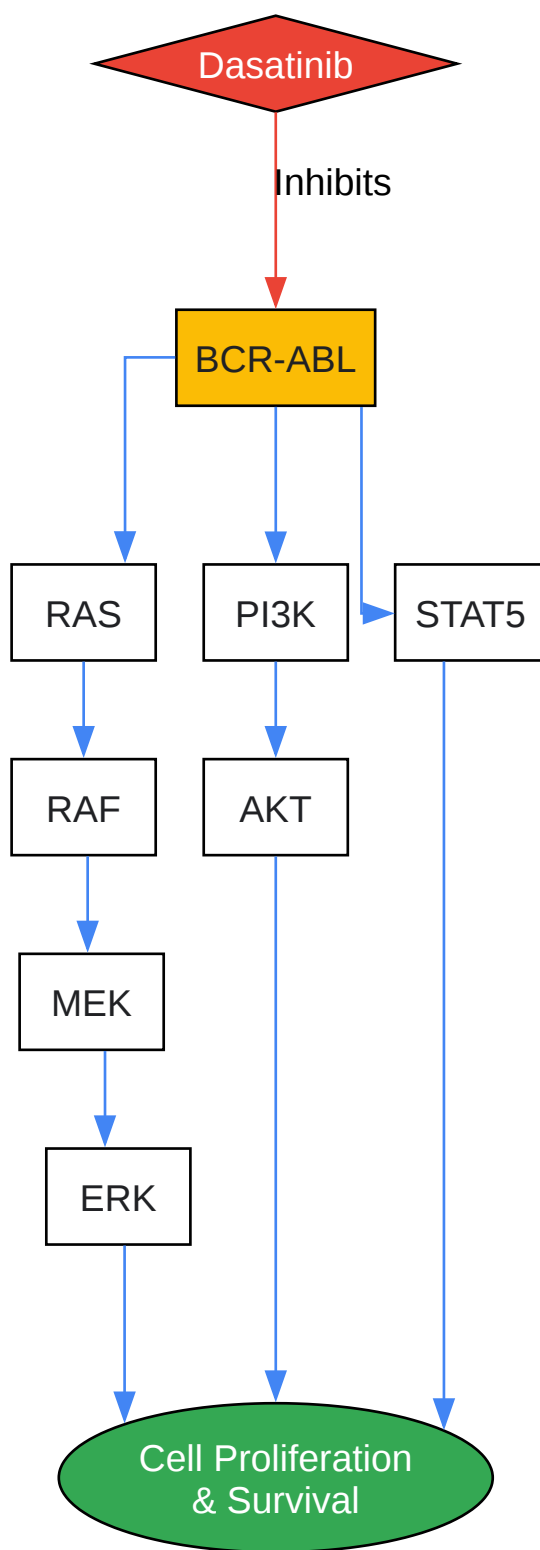 Dasatinib
Inhibits
BCR-ABL
RAS
PI3K
STAT5
RAF
AKT
MEK
ERK
Cell Proliferation
& Survival